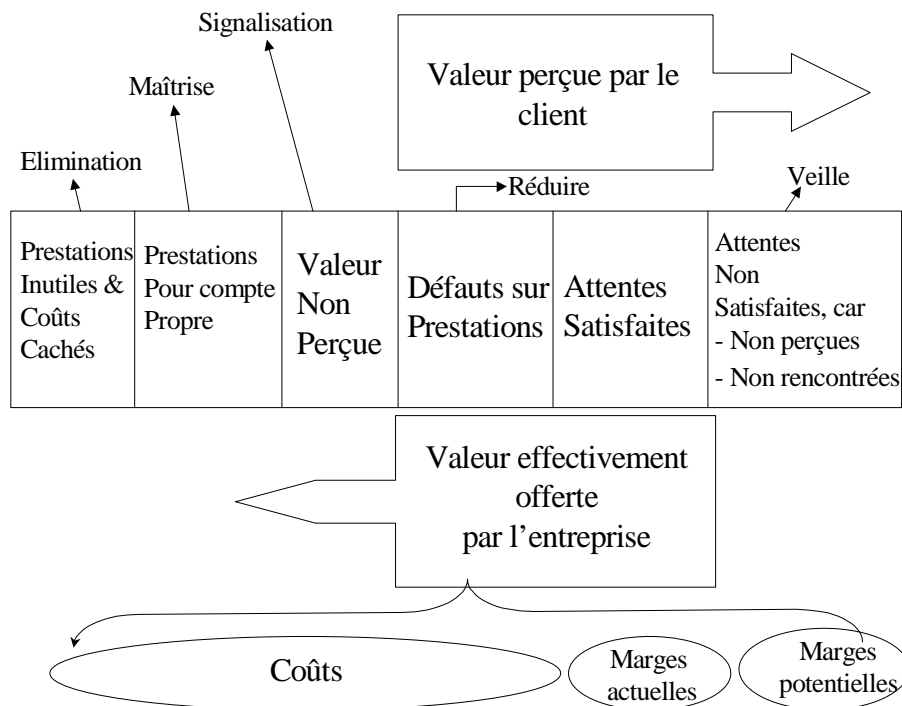 Signalisation
Valeur perçue par le
client
Maîtrise
Elimination
Réduire
Veille
Prestations
Inutiles &
Coûts
Cachés
Prestations
Pour compte
Propre
Valeur
Non
Perçue
Défauts sur
Prestations
Attentes
Satisfaites
Attentes
Non
Satisfaites, car
- Non perçues
- Non rencontrées
Valeur effectivement
offerte
par l’entreprise
Coûts
Marges
actuelles
Marges
potentielles